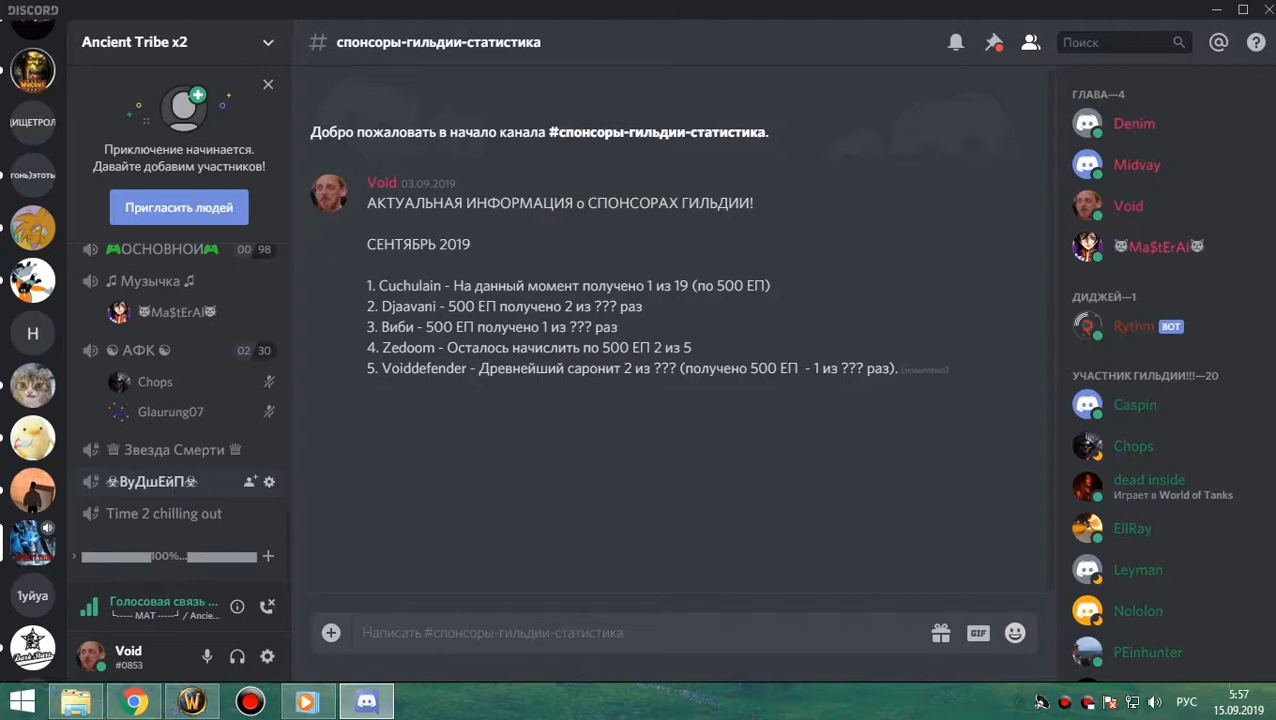 DISCORD
Ancient Tribe x2
Приключение начинается.
Давайте добавим участников!
Пригласить людей
ИЩЕТРОЛ
гонь)этоты
H
1уйуа
ОСНОВНОЙ
00 98
♫ Музычка ♫
Ma$tErAl
☯ АФК ☯
02 30
Chops
Glaurung07
♕ Звезда Смерти ♕
☣ВуДшЕйП☣
Time 2 chilling out
100%...
Голосовая связь ...
└----- МАТ -----┘ / Ancie...
Void
#0853
# спонсоры-гильдии-статистика
Поиск
Добро пожаловать в начало канала #спонсоры-гильдии-статистика.
Void 03.09.2019
АКТУАЛЬНАЯ ИНФОРМАЦИЯ о СПОНСОРАХ ГИЛЬДИИ!
СЕНТЯБРЬ 2019
1. Cuchulain - На данный момент получено 1 из 19 (по 500 ЕП)
2. Djaavani - 500 ЕП получено 2 из ??? раз
3. Виби - 500 ЕП получено 1 из ??? раз
4. Zedoom - Осталось начислить по 500 ЕП 2 из 5
5. Voiddefender - Древнейший саронит 2 из ??? (получено 500 ЕП - 1 из ??? раз). (изменено)
Написать #спонсоры-гильдии-статистика
GIF
ГЛАВА—4
Denim
Midvay
Void
Ma$tErAl
ДИДЖЕЙ—1
Rythm БОТ
УЧАСТНИК ГИЛЬДИИ!!!—20
Caspin
Chops
dead inside
Играет в World of Tanks
EllRay
Leyman
Nololon
PEinhunter
РУС
5:57
15.09.2019